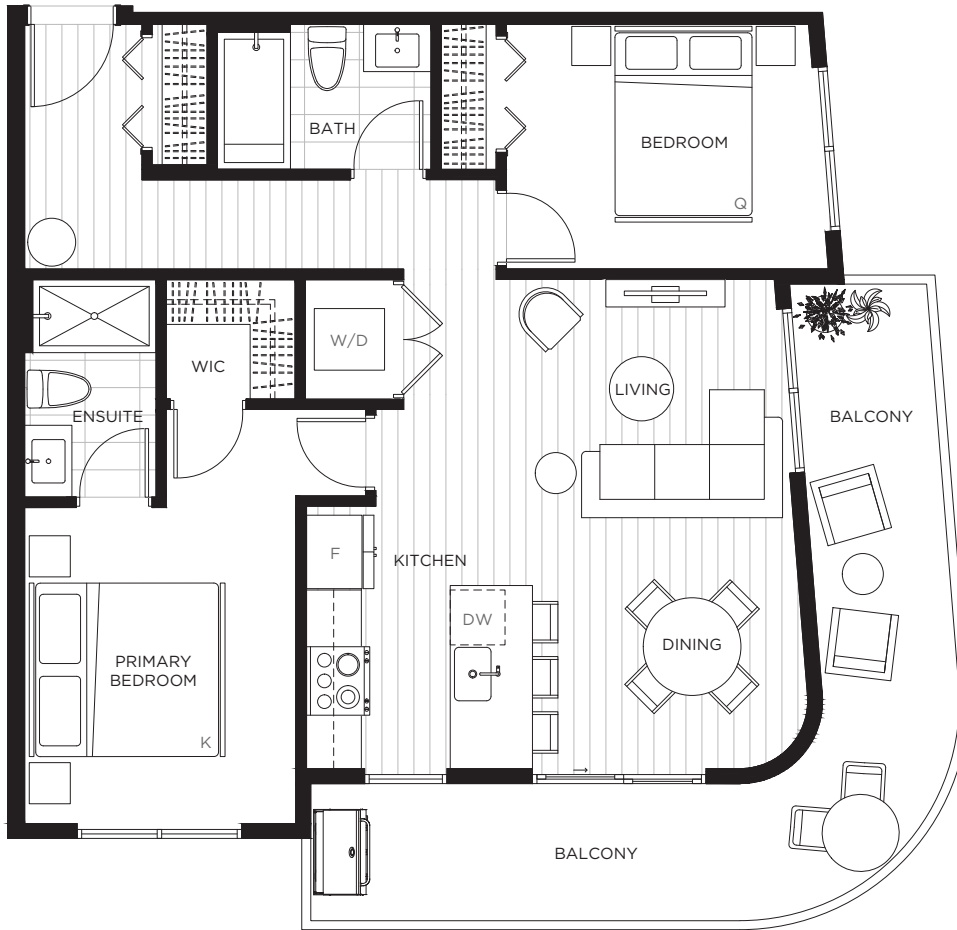 BATH
BEDROOM
Q
W/D
WIC
LIVING
ENSUITE
BALCONY
F
KITCHEN
DW
DINING
PRIMARY
BEDROOM
K
BALCONY